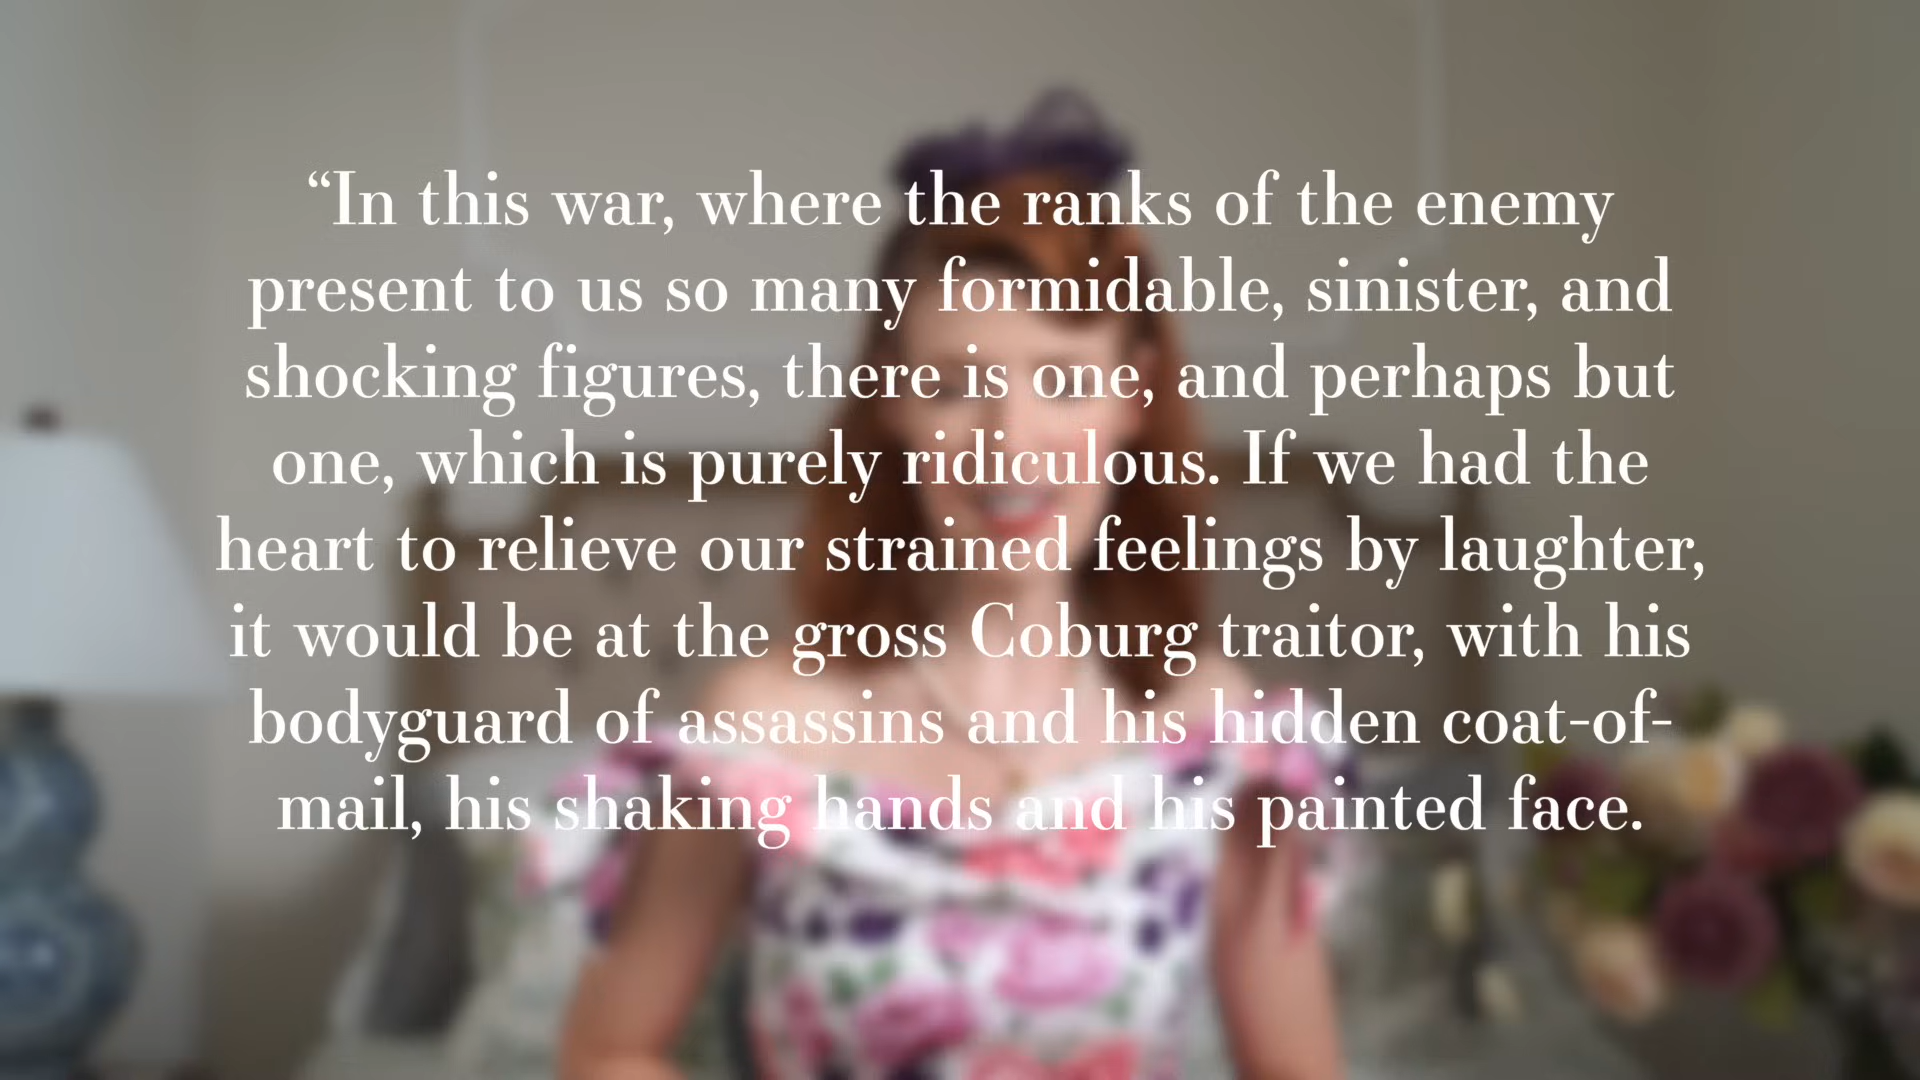 “In this war, where the ranks of the enemy
present to us so many formidable, sinister, and
shocking figures, there is one, and perhaps but
one, which is purely ridiculous. If we had the
heart to relieve our strained feelings by laughter,
it would be at the gross Coburg traitor, with his
bodyguard of assassins and his hidden coat-of-
mail, his shaking hands and his painted face.